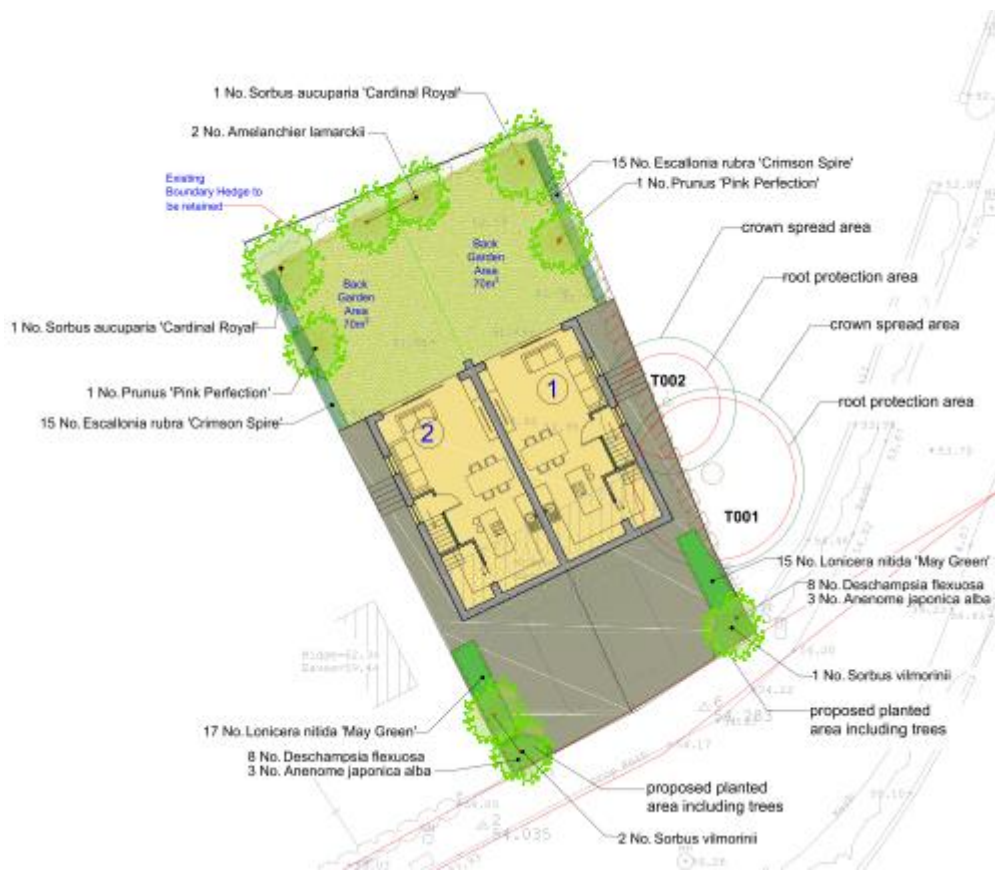 1 No. Sorbus aucuparia 'Cardinal Royal'
2 No. Amelanchier lamarckii
Existing
Boundary Hedge to
be retained
15 No. Escallonia rubra 'Crimson Spire'
1 No. Prunus 'Pink Perfection'
crown spread area
Back
Garden
Area
70m²
Back
Garden
Area
70m²
root protection area
1 No. Sorbus aucuparia 'Cardinal Royal'
crown spread area
1 No. Prunus 'Pink Perfection'
T002
1
root protection area
15 No. Escallonia rubra 'Crimson Spire'
2
T001
15 No. Lonicera nitida 'May Green'
8 No. Deschampsia flexuosa
3 No. Anenome japonica alba
1 No. Sorbus vilmorinii
6
54.283
proposed planted
area including trees
17 No. Lonicera nitida 'May Green'
8 No. Deschampsia flexuosa
3 No. Anenome japonica alba
proposed planted
area including trees
2
54.035
2 No. Sorbus vilmorinii